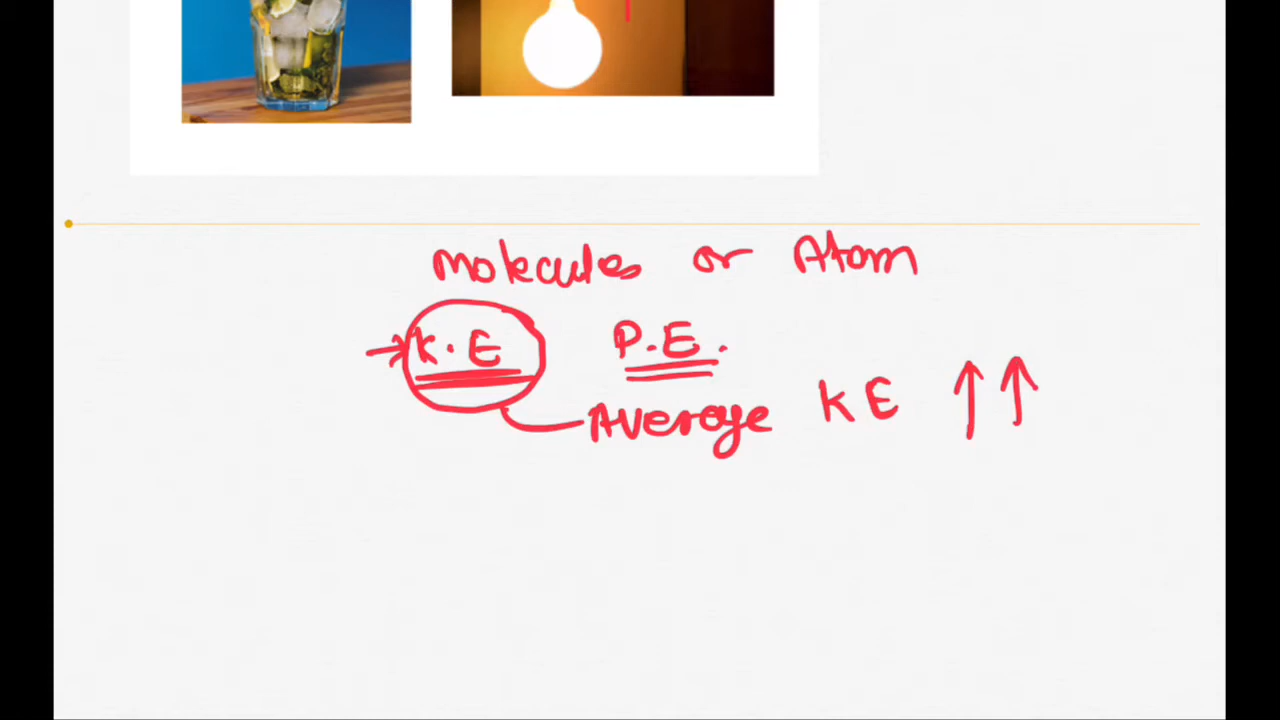 Molecules or Atom
→ K.E P.E.
Average KE ↑ ↑